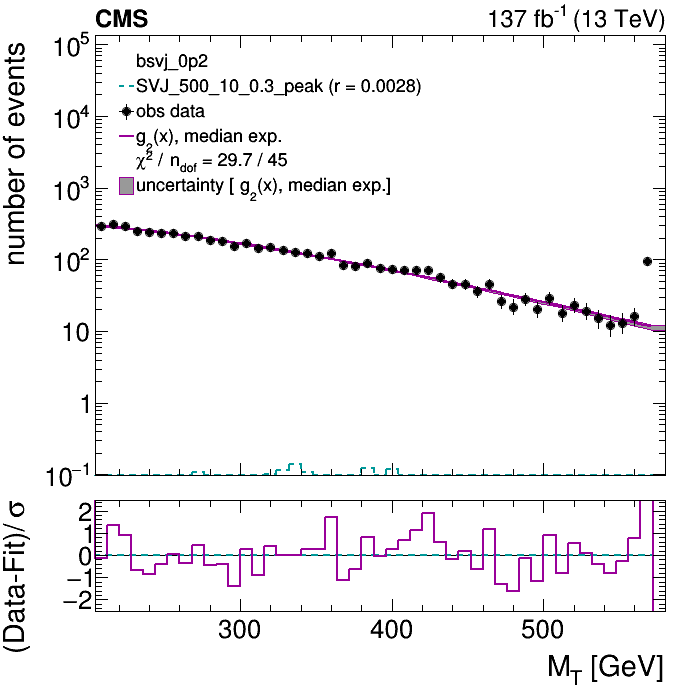 CMS 137 fb⁻¹ (13 TeV)
bsvj_0p2
SVJ_500_10_0.3_peak (r = 0.0028)
obs data
g₂(x), median exp.
χ² / n_dof = 29.7 / 45
uncertainty [ g₂(x), median exp.]
number of events
10⁵
10⁴
10³
10²
10
1
10⁻¹
(Data-Fit)/ σ
2
1
0
−1
−2
300 400 500
M_T [GeV]